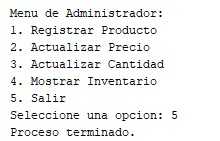 Menu de Administrador:
1. Registrar Producto
2. Actualizar Precio
3. Actualizar Cantidad
4. Mostrar Inventario
5. Salir
Seleccione una opcion: 5
Proceso terminado.